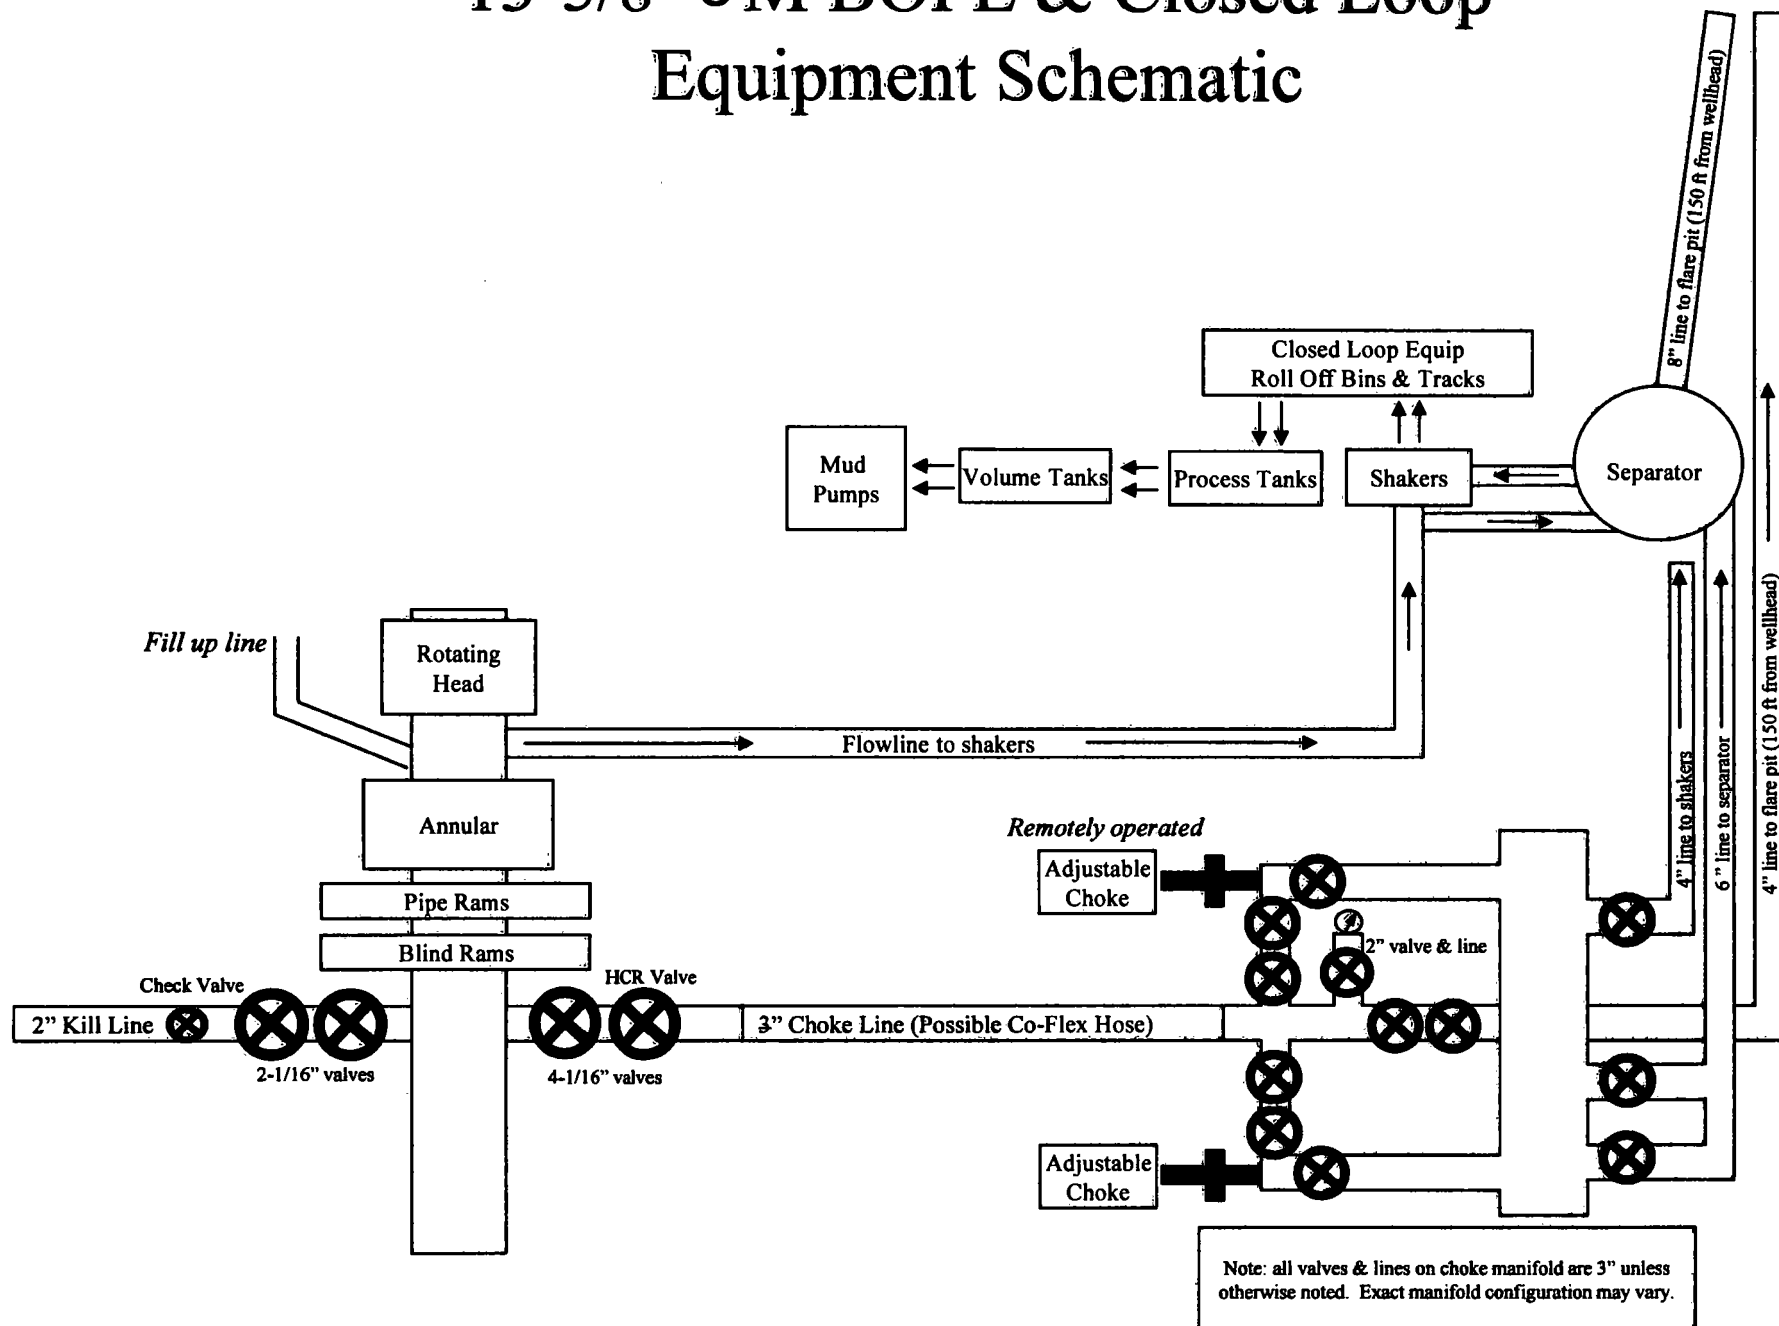 BOPE & Closed Loop
Equipment Schematic
8” line to flare pit (150 ft from wellhead)
Closed Loop Equip
Roll Off Bins & Tracks
Mud
Pumps
Volume Tanks
Process Tanks
Shakers
Separator
Fill up line
Rotating
Head
Flowline to shakers
4” line to shakers
6 ” line to separator
4” line to flare pit (150 ft from wellhead)
Annular
Remotely operated
Adjustable
Choke
Pipe Rams
Blind Rams
2” valve & line
Check Valve
HCR Valve
2” Kill Line
3” Choke Line (Possible Co-Flex Hose)
2-1/16” valves
4-1/16” valves
Adjustable
Choke
Note: all valves & lines on choke manifold are 3” unless
otherwise noted. Exact manifold configuration may vary.